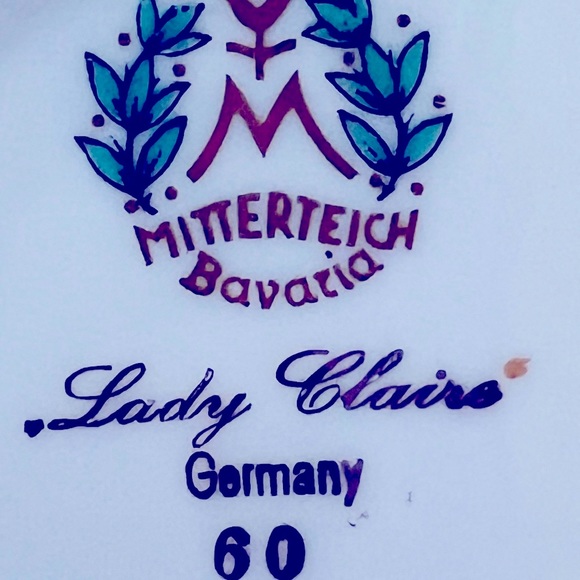 M
MITTERTEICH
Bavaria
„Lady Claire“
Germany
60